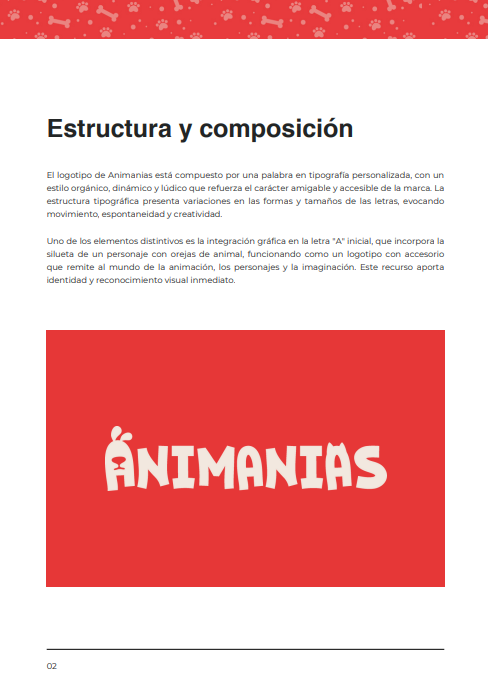 Estructura y composición
El logotipo de Animanias está compuesto por una palabra en tipografía personalizada, con un
estilo orgánico, dinámico y lúdico que refuerza el carácter amigable y accesible de la marca. La
estructura tipográfica presenta variaciones en las formas y tamaños de las letras, evocando
movimiento, espontaneidad y creatividad.
Uno de los elementos distintivos es la integración gráfica en la letra "A" inicial, que incorpora la
silueta de un personaje con orejas de animal, funcionando como un logotipo con accesorio
que remite al mundo de la animación, los personajes y la imaginación. Este recurso aporta
identidad y reconocimiento visual inmediato.
ANIMANIAS
02